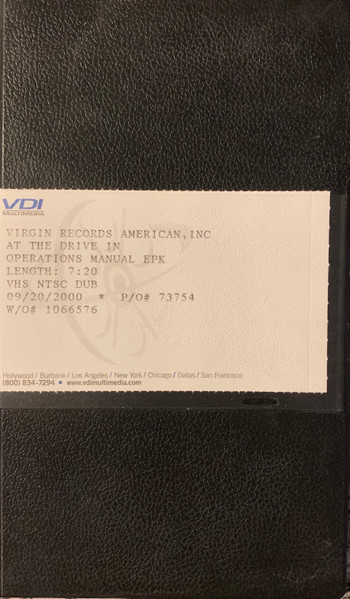 VDI
MULTIMEDIA
VIRGIN RECORDS AMERICAN,INC
AT THE DRIVE IN
OPERATIONS MANUAL EPK
LENGTH: 7:20
VHS NTSC DUB
09/20/2000 * P/O# 73754
W/O# 1066576
Hollywood / Burbank / Los Angeles / New York / Chicago / Dallas / San Francisco
(800) 834-7294 ▪ www.vdimultimedia.com